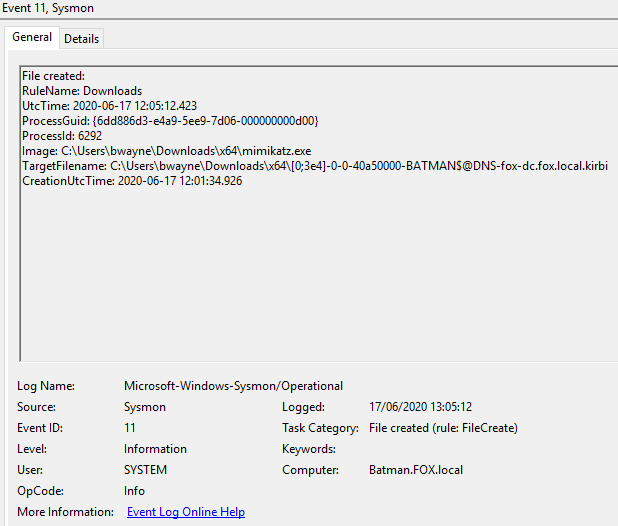 Event 11, Sysmon
General Details
File created:
RuleName: Downloads
UtcTime: 2020-06-17 12:05:12.423
ProcessGuid: {6dd886d3-e4a9-5ee9-7d06-000000000d00}
ProcessId: 6292
Image: C:\Users\bwayne\Downloads\x64\mimikatz.exe
TargetFilename: C:\Users\bwayne\Downloads\x64\[0;3e4]-0-0-40a50000-BATMAN$@DNS-fox-dc.fox.local.kirbi
CreationUtcTime: 2020-06-17 12:01:34.926
Log Name: Microsoft-Windows-Sysmon/Operational
Source: Sysmon Logged: 17/06/2020 13:05:12
Event ID: 11 Task Category: File created (rule: FileCreate)
Level: Information Keywords:
User: SYSTEM Computer: Batman.FOX.local
OpCode: Info
More Information: Event Log Online Help